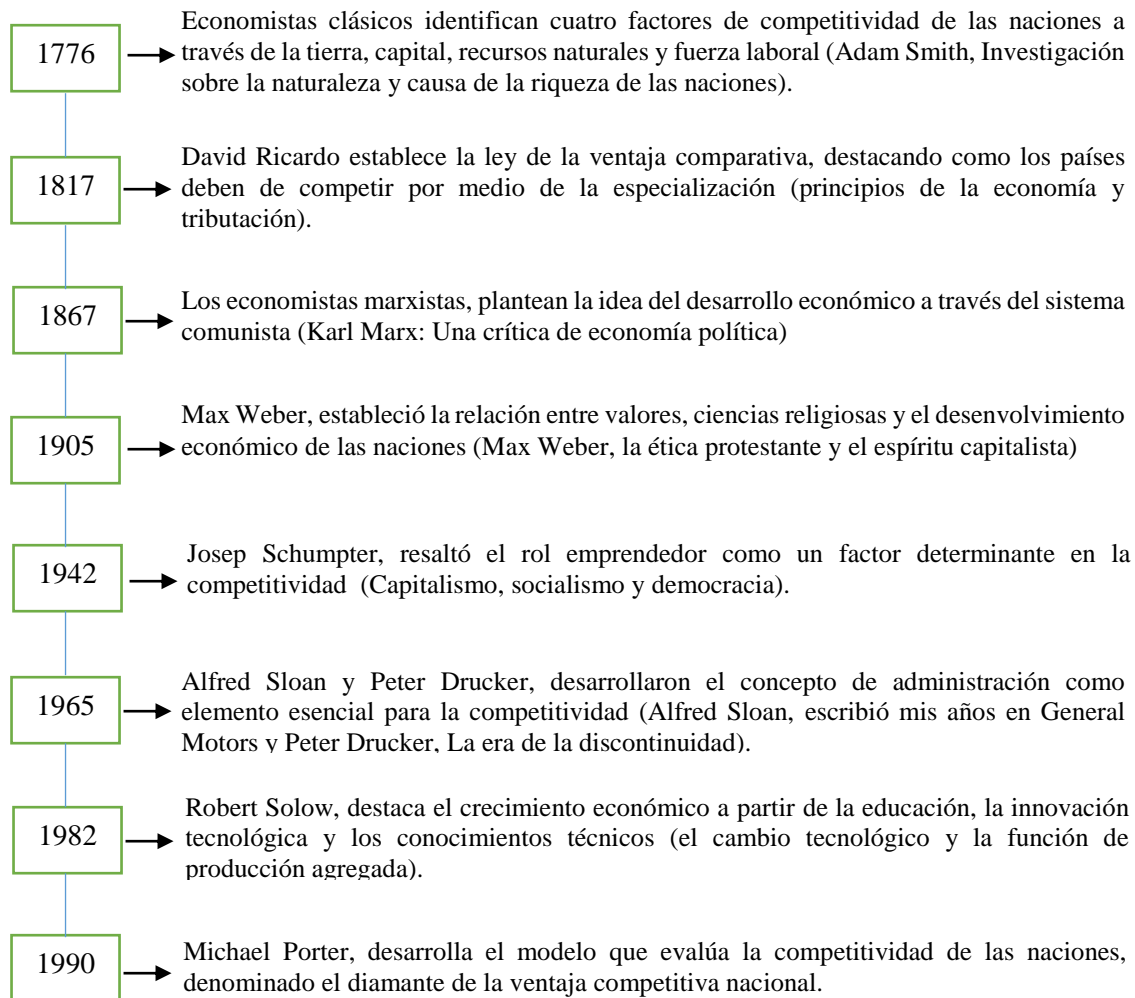 1776
Economistas clásicos identifican cuatro factores de competitividad de las naciones a
través de la tierra, capital, recursos naturales y fuerza laboral (Adam Smith, Investigación
sobre la naturaleza y causa de la riqueza de las naciones).
1817
David Ricardo establece la ley de la ventaja comparativa, destacando como los países
deben de competir por medio de la especialización (principios de la economía y
tributación).
1867
Los economistas marxistas, plantean la idea del desarrollo económico a través del sistema
comunista (Karl Marx: Una crítica de economía política)
1905
Max Weber, estableció la relación entre valores, ciencias religiosas y el desenvolvimiento
económico de las naciones (Max Weber, la ética protestante y el espíritu capitalista)
1942
Josep Schumpter, resaltó el rol emprendedor como un factor determinante en la
competitividad (Capitalismo, socialismo y democracia).
1965
Alfred Sloan y Peter Drucker, desarrollaron el concepto de administración como
elemento esencial para la competitividad (Alfred Sloan, escribió mis años en General
Motors y Peter Drucker, La era de la discontinuidad).
1982
Robert Solow, destaca el crecimiento económico a partir de la educación, la innovación
tecnológica y los conocimientos técnicos (el cambio tecnológico y la función de
producción agregada).
1990
Michael Porter, desarrolla el modelo que evalúa la competitividad de las naciones,
denominado el diamante de la ventaja competitiva nacional.